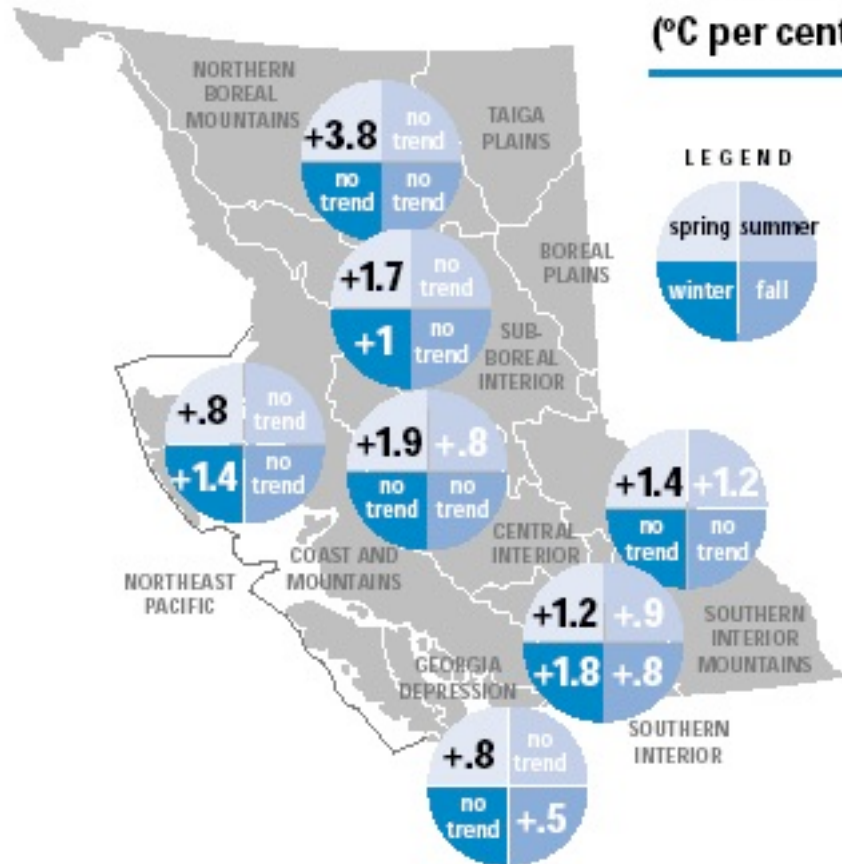 (ºC per cent
LEGEND
spring summer
winter fall
NORTHERN
BOREAL
MOUNTAINS
TAIGA
PLAINS
BOREAL
PLAINS
+3.8 no trend
no trend no trend
+1.7 no trend
+1 no trend
SUB-
BOREAL
INTERIOR
+.8 no trend
+1.4 no trend
+1.9 +.8
no trend no trend
+1.4 +1.2
no trend no trend
CENTRAL
INTERIOR
COAST AND
MOUNTAINS
NORTHEAST
PACIFIC
+1.2 +.9
+1.8 +.8
SOUTHERN
INTERIOR
MOUNTAINS
GEORGIA
DEPRESSION
SOUTHERN
INTERIOR
+.8 no trend
no trend +.5